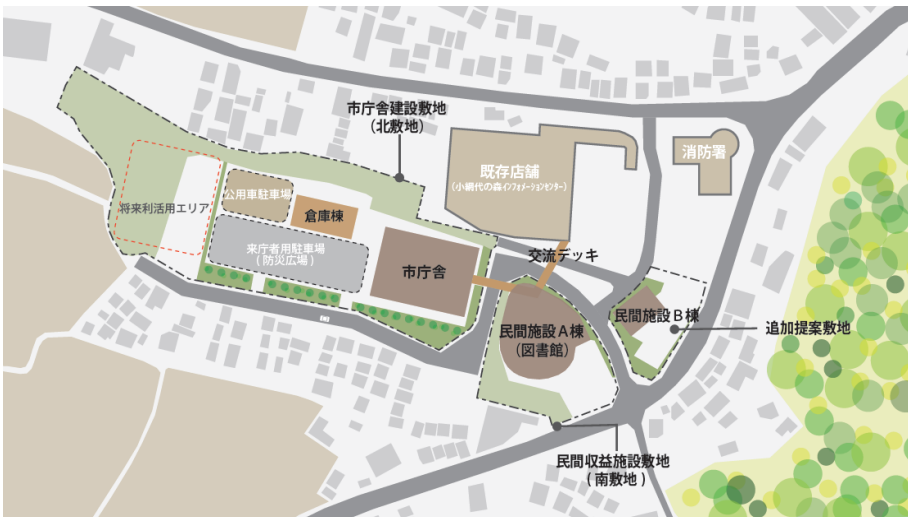 市庁舎建設敷地
（北敷地）
既存店舗
（小網代の森インフォメーションセンター）
消防署
公用車駐車場
将来利活用エリア
倉庫棟
来庁者用駐車場
（防災広場）
市庁舎
交流デッキ
民間施設A棟
（図書館）
民間施設B棟
追加提案敷地
民間収益施設敷地
（南敷地）